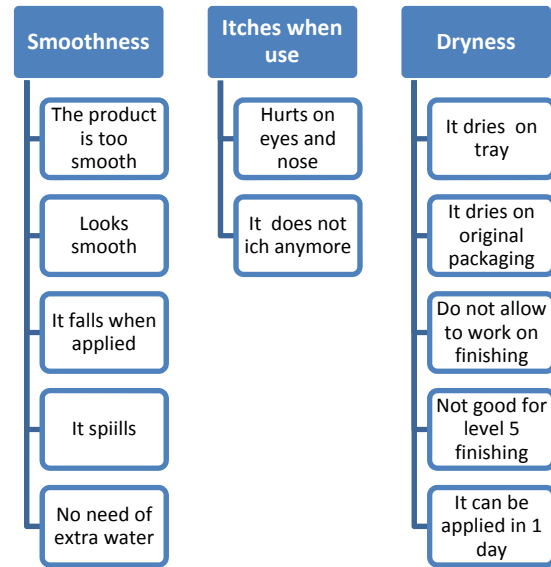 Smoothness
The product
is too
smooth
Looks
smooth
It falls when
applied
It spiills
No need of
extra water
Itches when
use
Hurts on
eyes and
nose
It does not
ich anymore
Dryness
It dries on
tray
It dries on
original
packaging
Do not allow
to work on
finishing
Not good for
level 5
finishing
It can be
applied in 1
day